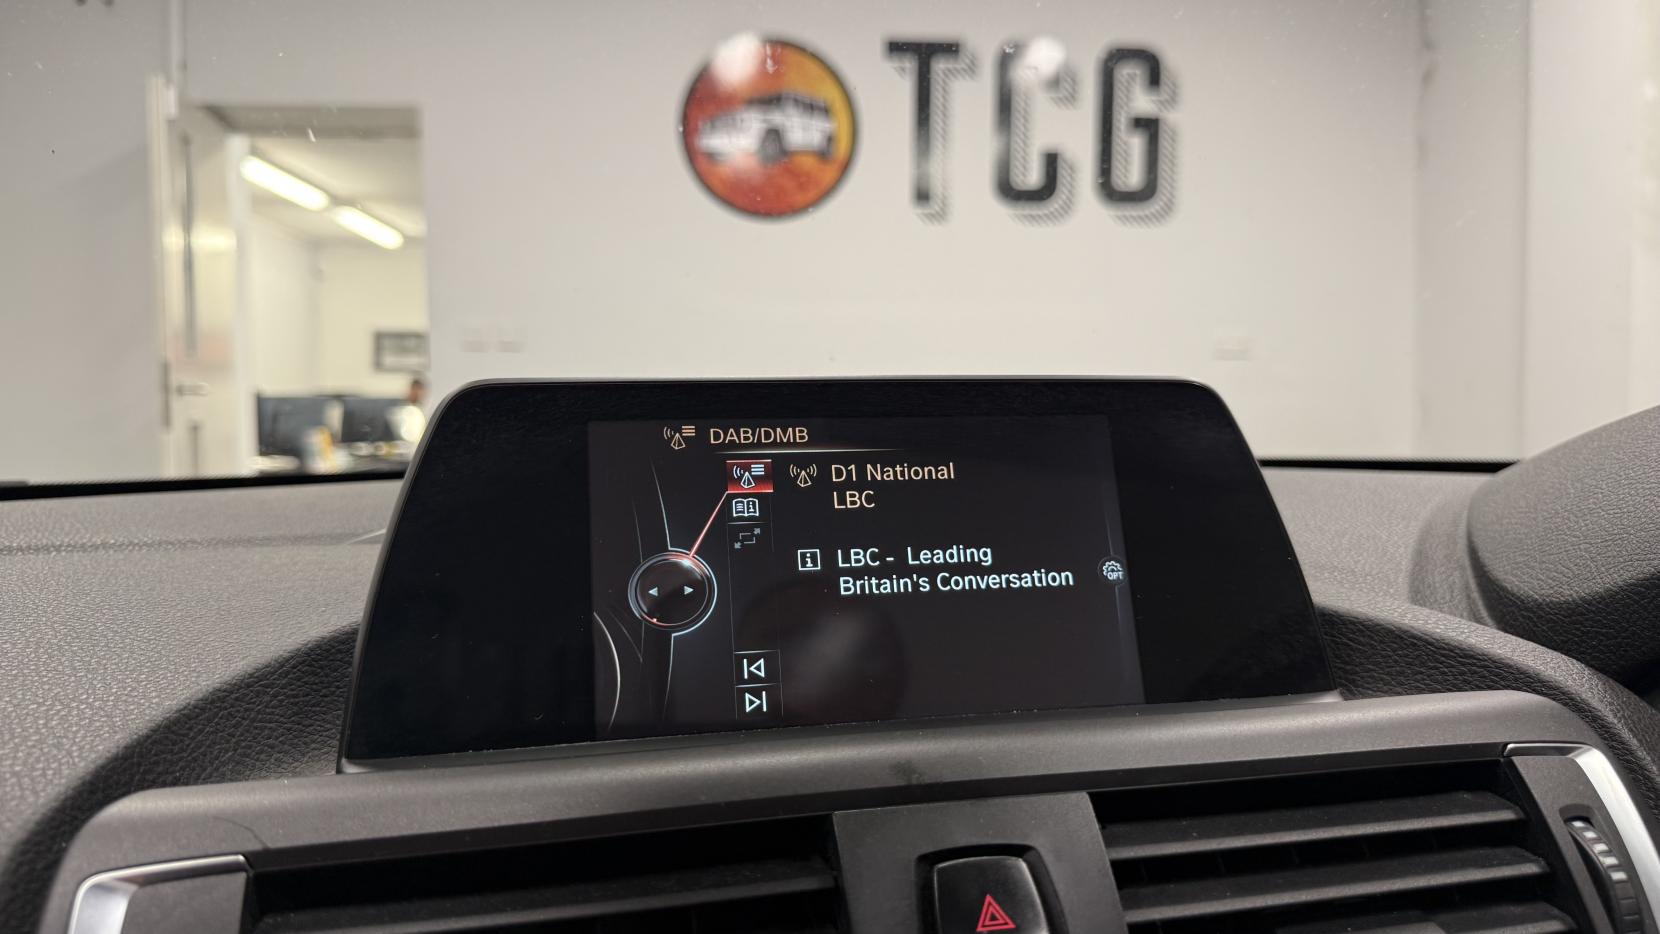 TCG
DAB/DMB
D1 National
LBC
LBC - Leading
Britain's Conversation
OPT